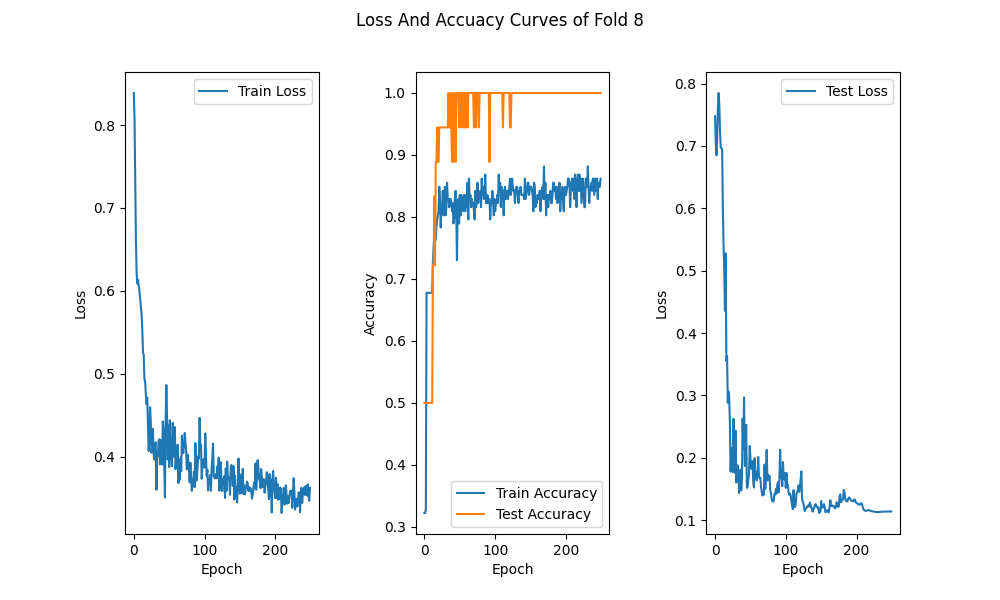 Loss And Accuacy Curves of Fold 8
Train Loss
0.8
0.7
0.6
0.5
0.4
Loss
0
100
200
Epoch
1.0
0.9
0.8
0.7
0.6
0.5
0.4
0.3
Accuracy
Train Accuracy
Test Accuracy
0
100
200
Epoch
Test Loss
0.8
0.7
0.6
0.5
0.4
0.3
0.2
0.1
Loss
0
100
200
Epoch